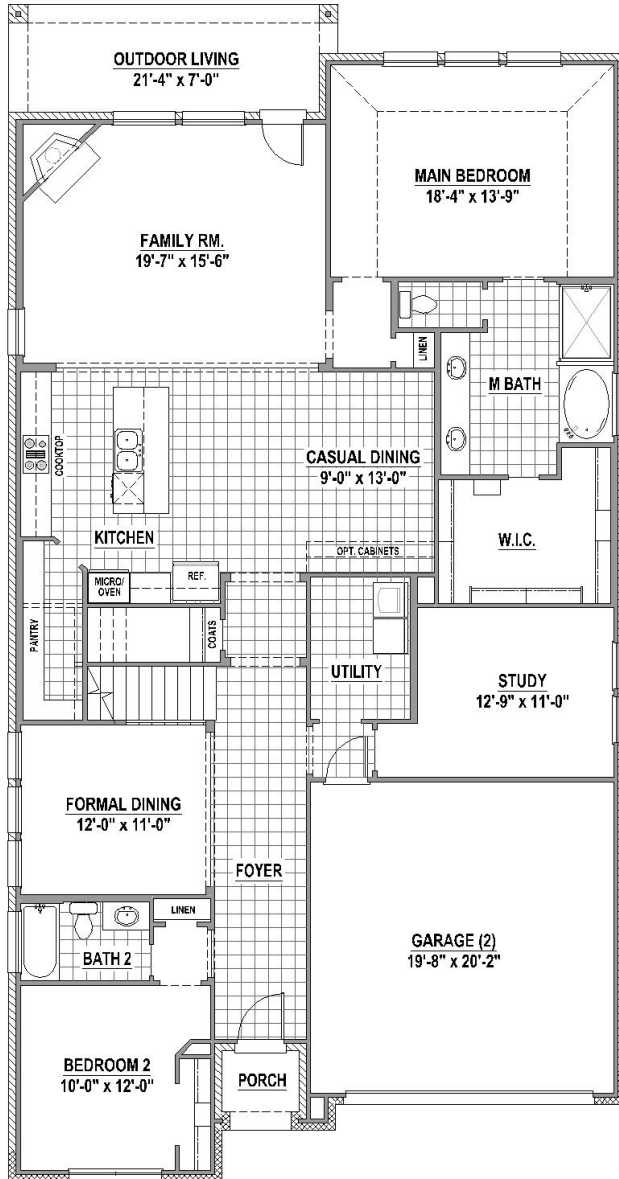 OUTDOOR LIVING
21'-4" x 7'-0"
MAIN BEDROOM
18'-4" x 13'-9"
FAMILY RM.
19'-7" x 15'-6"
LINEN
M BATH
COOKTOP
CASUAL DINING
9'-0" x 13'-0"
KITCHEN
OPT. CABINETS
W.I.C.
MICRO/
OVEN
REF.
PANTRY
COATS
UTILITY
STUDY
12'-9" x 11'-0"
FORMAL DINING
12'-0" x 11'-0"
FOYER
LINEN
BATH 2
GARAGE (2)
19'-8" x 20'-2"
BEDROOM 2
10'-0" x 12'-0"
PORCH